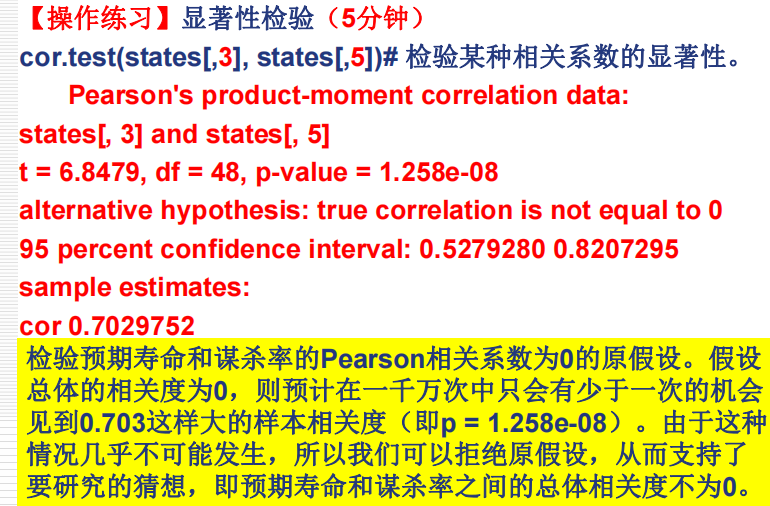 【操作练习】显著性检验（5分钟）
cor.test(states[,3], states[,5])# 检验某种相关系数的显著性。
Pearson's product-moment correlation data:
states[, 3] and states[, 5]
t = 6.8479, df = 48, p-value = 1.258e-08
alternative hypothesis: true correlation is not equal to 0
95 percent confidence interval: 0.5279280 0.8207295
sample estimates:
cor 0.7029752
检验预期寿命和谋杀率的Pearson相关系数为0的原假设。假设
总体的相关度为0，则预计在一千万次中只会有少于一次的机会
见到0.703这样大的样本相关度（即p = 1.258e-08）。由于这种
情况几乎不可能发生，所以我们可以拒绝原假设，从而支持了
要研究的猜想，即预期寿命和谋杀率之间的总体相关度不为0。